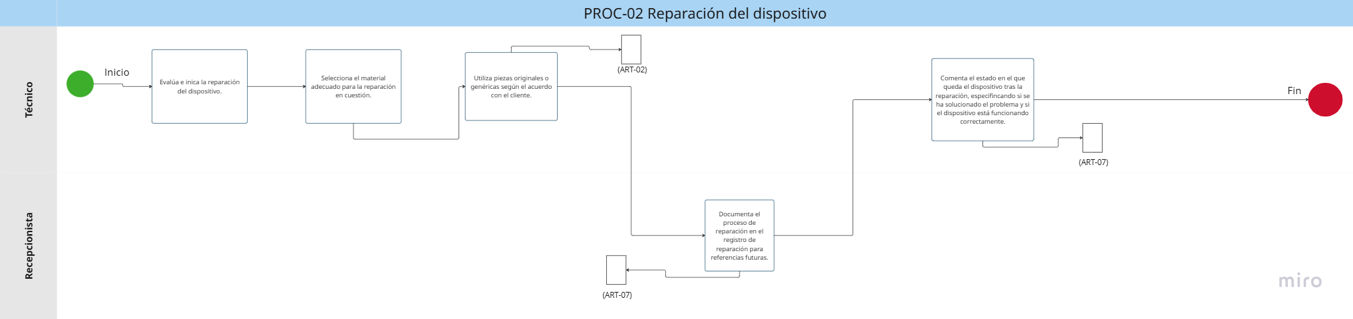 PROC-02 Reparación del dispositivo
Técnico
Inicio
Evalúa e inica la reparación
del dispositivo.
Selecciona el material
adecuado para la reparación
en cuestión.
Utiliza piezas originales o
genéricas según el acuerdo
con el cliente.
(ART-02)
Comenta el estado en el que
queda el dispositivo tras la
reparación, especifincando si se
ha solucionado el problema y si
el dispositivo está funcionando
correctamente.
(ART-07)
Fin
Recepcionista
Documenta el
proceso de
reparación en el
registro de
reparación para
referencias futuras.
(ART-07)
miro